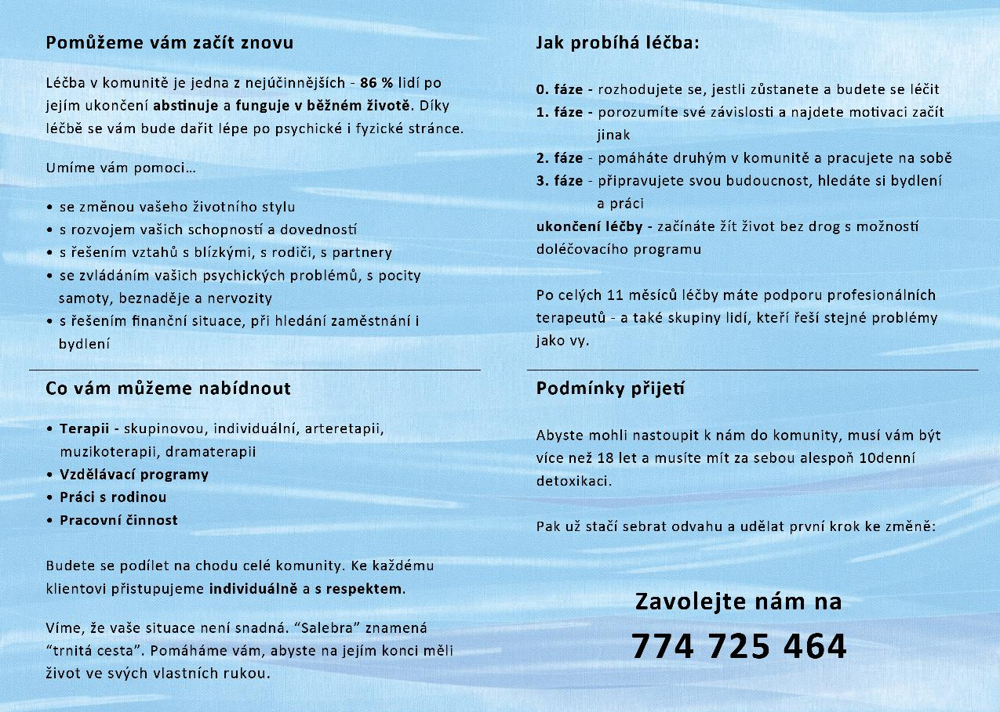 Pomůžeme vám začít znovu
Léčba v komunitě je jedna z nejúčinnějších - 86 % lidí po
jejím ukončení abstinuje a funguje v běžném životě. Díky
léčbě se vám bude dařit lépe po psychické i fyzické stránce.
Umíme vám pomoci…
• se změnou vašeho životního stylu
• s rozvojem vašich schopností a dovedností
• s řešením vztahů s blízkými, s rodiči, s partnery
• se zvládáním vašich psychických problémů, s pocity
samoty, beznaděje a nervozity
• s řešením finanční situace, při hledání zaměstnání i
bydlení
Co vám můžeme nabídnout
• Terapii - skupinovou, individuální, arteretapii,
muzikoterapii, dramaterapii
• Vzdělávací programy
• Práci s rodinou
• Pracovní činnost
Budete se podílet na chodu celé komunity. Ke každému
klientovi přistupujeme individuálně a s respektem.
Víme, že vaše situace není snadná. “Salebra” znamená
“trnitá cesta”. Pomáháme vám, abyste na jejím konci měli
život ve svých vlastních rukou.
Jak probíhá léčba:
0. fáze - rozhodujete se, jestli zůstanete a budete se léčit
1. fáze - porozumíte své závislosti a najdete motivaci začít
jinak
2. fáze - pomáháte druhým v komunitě a pracujete na sobě
3. fáze - připravujete svou budoucnost, hledáte si bydlení
a práci
ukončení léčby - začínáte žít život bez drog s možností
doléčovacího programu
Po celých 11 měsíců léčby máte podporu profesionálních
terapeutů - a také skupiny lidí, kteří řeší stejné problémy
jako vy.
Podmínky přijetí
Abyste mohli nastoupit k nám do komunity, musí vám být
více než 18 let a musíte mít za sebou alespoň 10denní
detoxikaci.
Pak už stačí sebrat odvahu a udělat první krok ke změně:
Zavolejte nám na
774 725 464